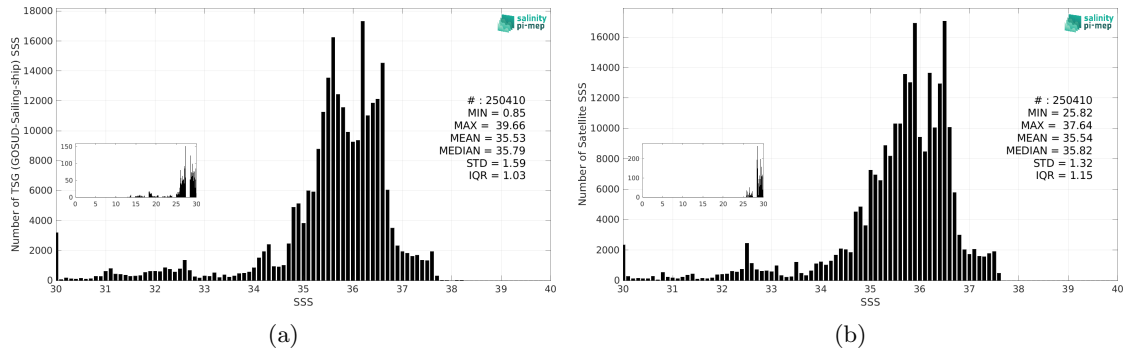 18000
16000
14000
12000
10000
8000
6000
4000
2000
0
Number of TSG (GOSUD-Sailing-ship) SSS
salinity
pi-mep
# : 250410
MIN = 0.85
MAX = 39.66
MEAN = 35.53
MEDIAN = 35.79
STD = 1.59
IQR = 1.03
150
100
50
0
0 5 10 15 20 25 30
30 31 32 33 34 35 36 37 38 39 40
SSS
(a)
16000
14000
12000
10000
8000
6000
4000
2000
0
Number of Satellite SSS
salinity
pi-mep
# : 250410
MIN = 25.82
MAX = 37.64
MEAN = 35.54
MEDIAN = 35.82
STD = 1.32
IQR = 1.15
200
100
0
0 5 10 15 20 25 30
30 31 32 33 34 35 36 37 38 39 40
SSS
(b)